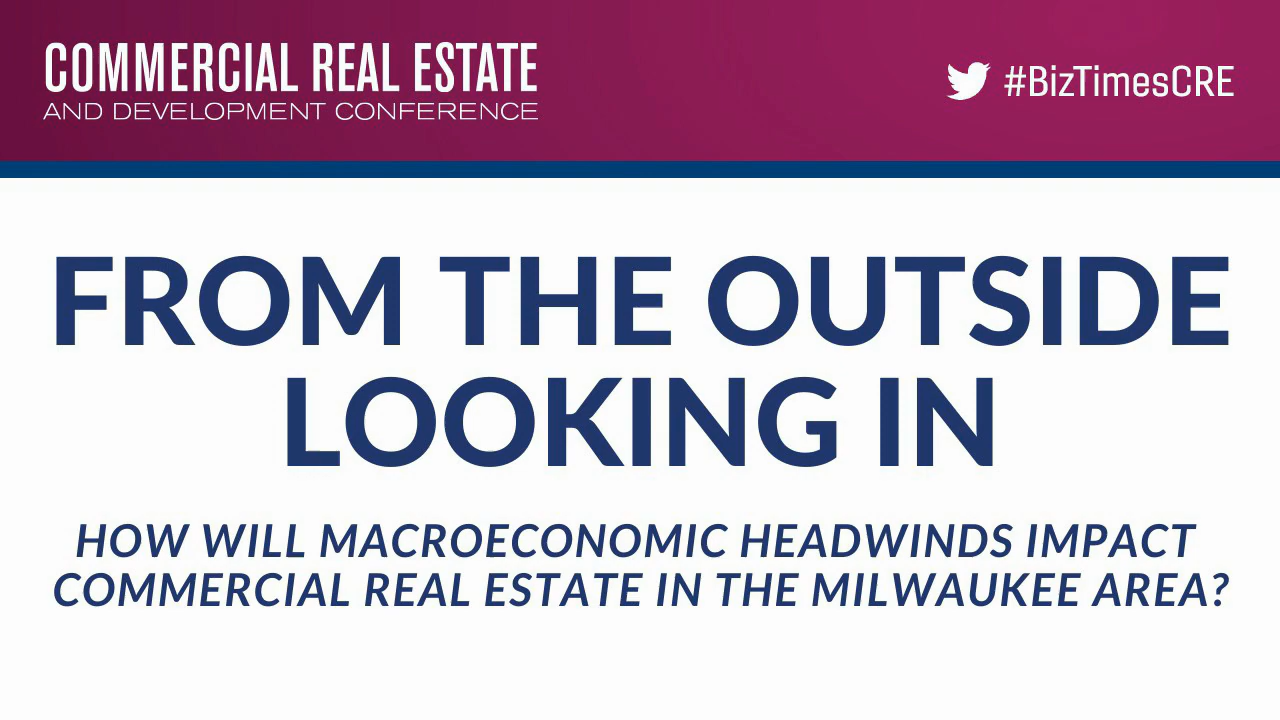 COMMERCIAL REAL ESTATE
AND DEVELOPMENT CONFERENCE
#BizTimesCRE
FROM THE OUTSIDE
LOOKING IN
HOW WILL MACROECONOMIC HEADWINDS IMPACT
COMMERCIAL REAL ESTATE IN THE MILWAUKEE AREA?